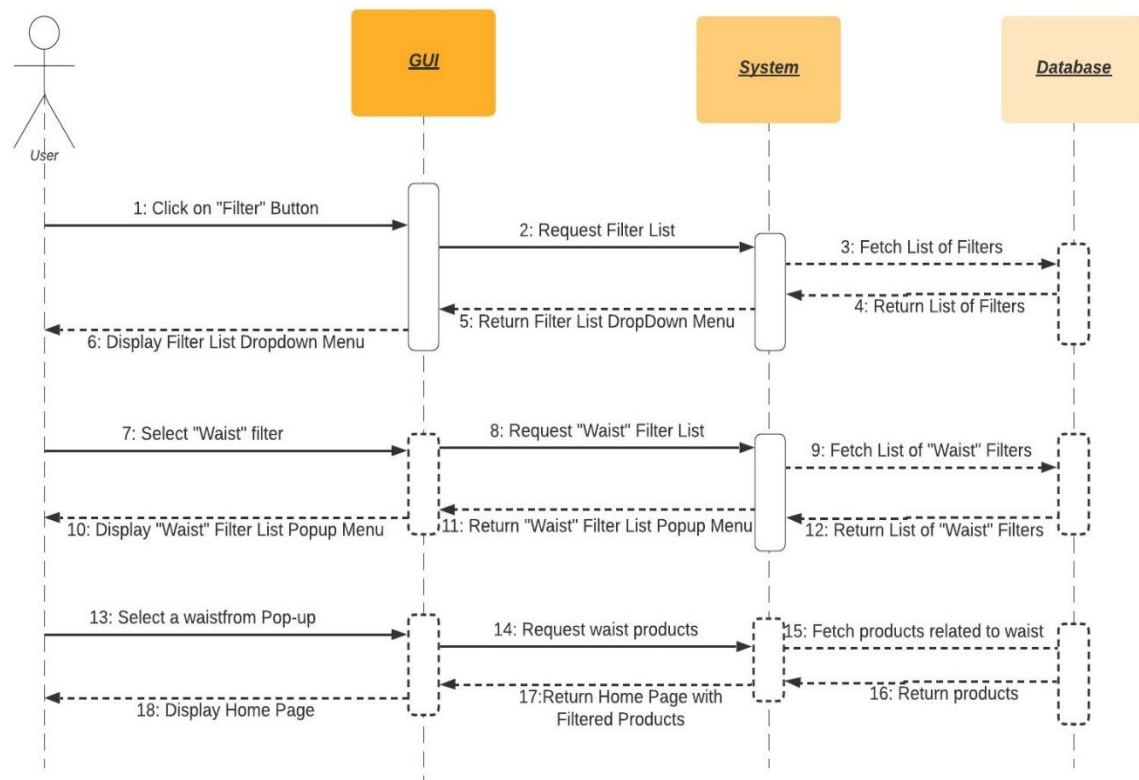 GUI
System
Database
User
1: Click on "Filter" Button
2: Request Filter List
3: Fetch List of Filters
4: Return List of Filters
5: Return Filter List DropDown Menu
6: Display Filter List Dropdown Menu
7: Select "Waist" filter
8: Request "Waist" Filter List
9: Fetch List of "Waist" Filters
10: Display "Waist" Filter List Popup Menu
11: Return "Waist" Filter List Popup Menu
12: Return List of "Waist" Filters
13: Select a waistfrom Pop-up
14: Request waist products
15: Fetch products related to waist
16: Return products
17:Return Home Page with
Filtered Products
18: Display Home Page